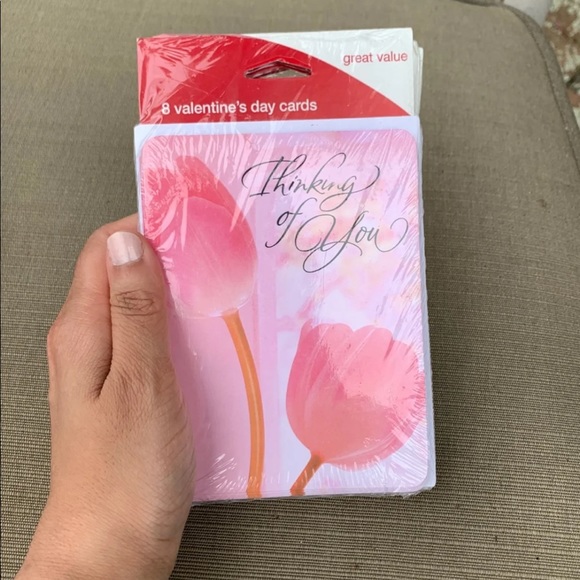 great value
8 valentine's day cards
Thinking
of You